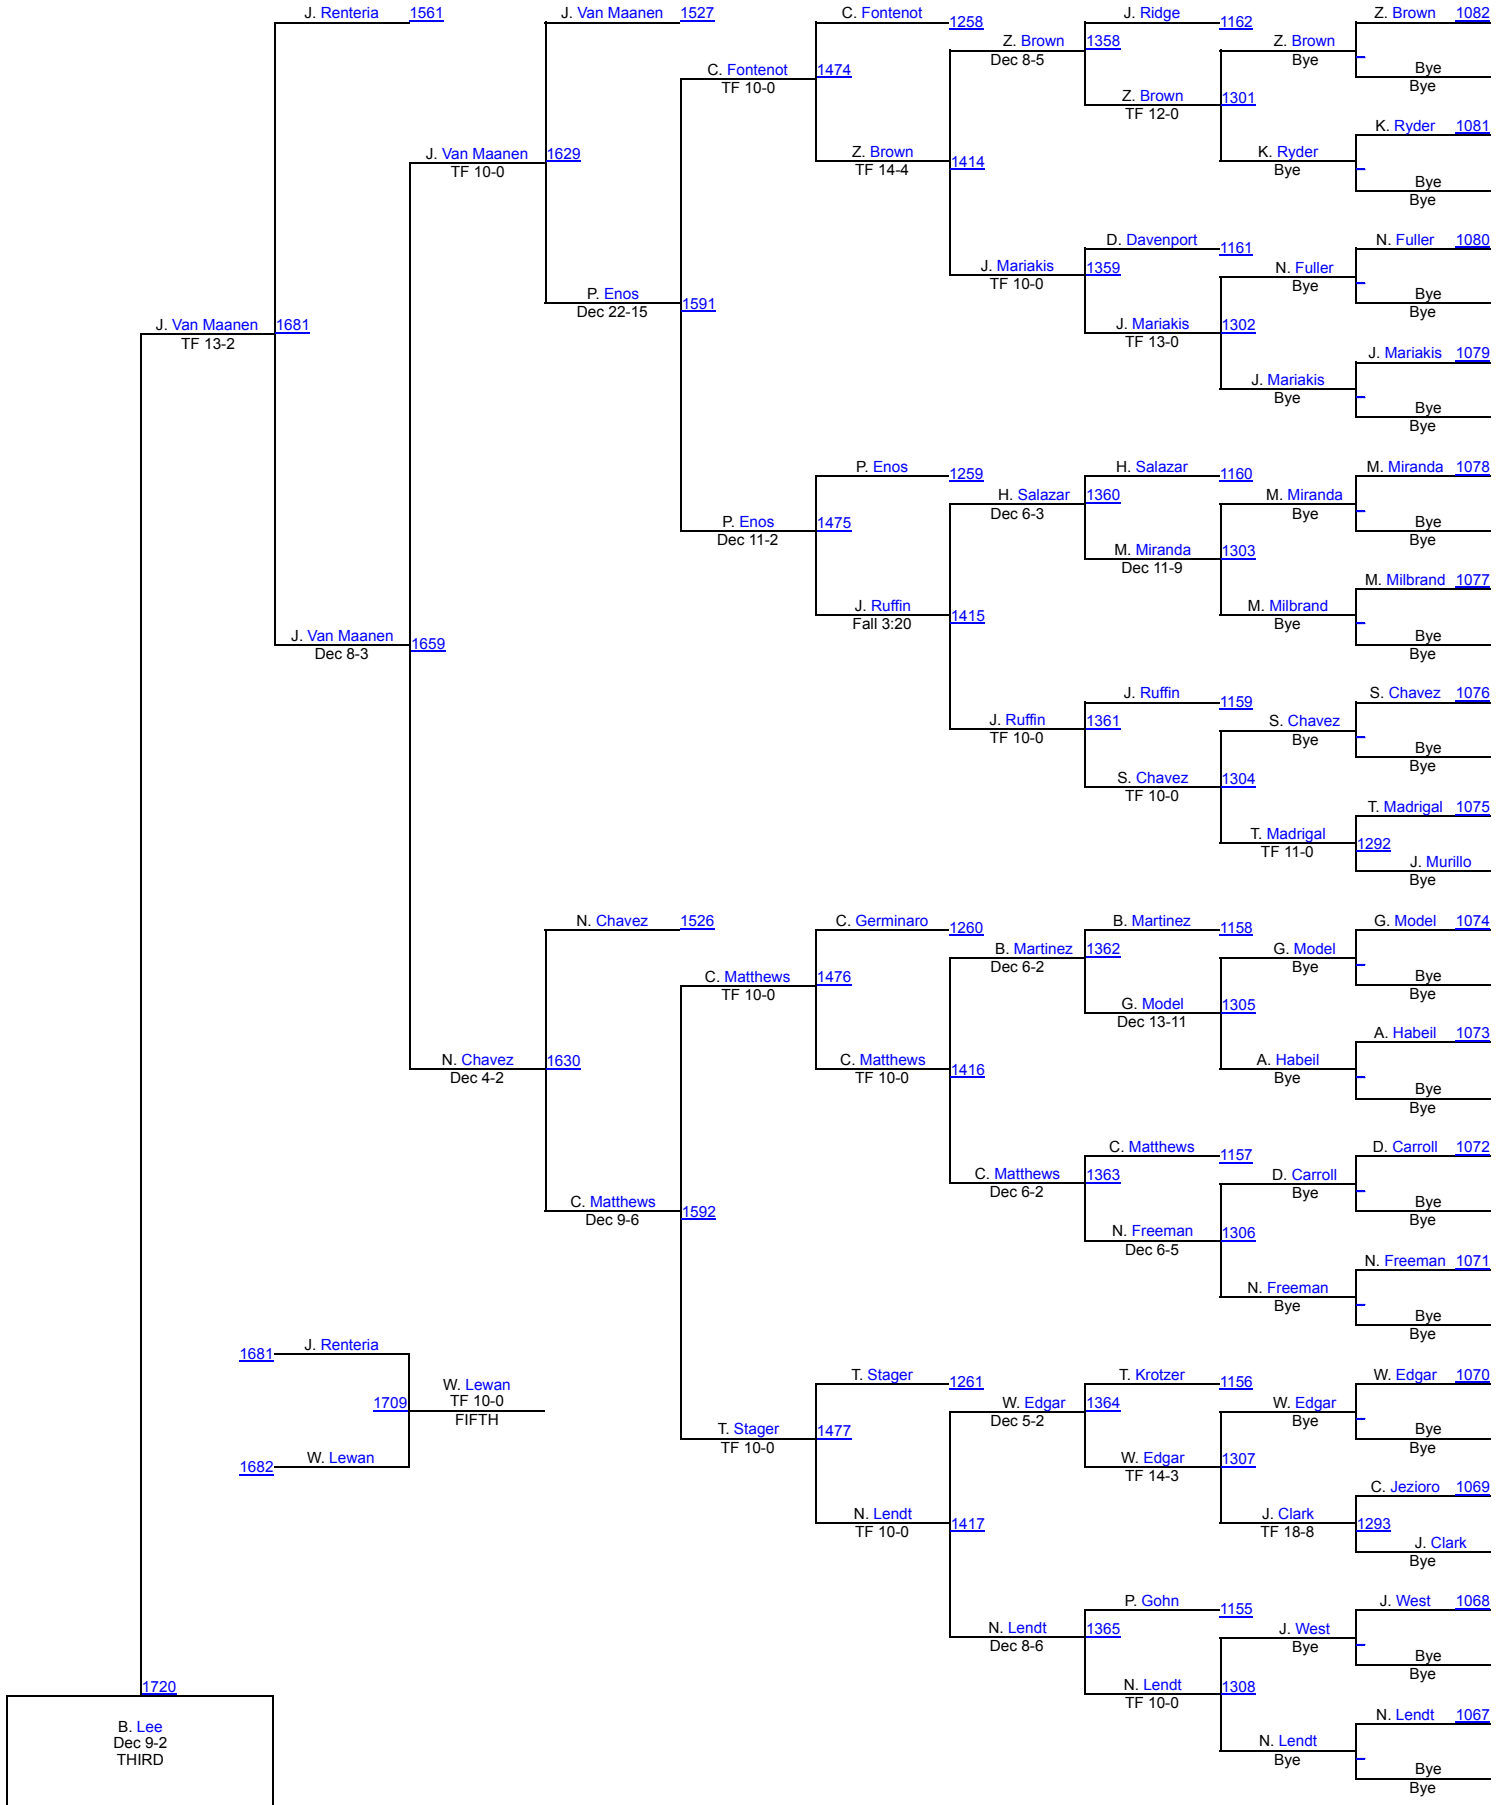 J. Renteria 1561
J. Van Maanen 1527
C. Fontenot
1258
J. Ridge
1162
Z. Brown 1082
Z. Brown
Dec 8-5
1358
Z. Brown
Bye
Bye
Bye
C. Fontenot
TF 10-0
1474
Z. Brown
TF 12-0
1301
K. Ryder 1081
J. Van Maanen
TF 10-0
1629
Z. Brown
TF 14-4
1414
K. Ryder
Bye
Bye
Bye
D. Davenport
1161
N. Fuller 1080
J. Mariakis
TF 10-0
1359
N. Fuller
Bye
Bye
Bye
P. Enos
Dec 22-15
1591
J. Van Maanen
TF 13-2
1681
J. Mariakis
TF 13-0
1302
J. Mariakis 1079
J. Mariakis
Bye
Bye
Bye
P. Enos
1259
H. Salazar
1160
M. Miranda 1078
H. Salazar
Dec 6-3
1360
M. Miranda
Bye
Bye
Bye
P. Enos
Dec 11-2
1475
M. Miranda
Dec 11-9
1303
M. Milbrand 1077
J. Ruffin
Fall 3:20
1415
M. Milbrand
Bye
Bye
Bye
J. Van Maanen
Dec 8-3
1659
J. Ruffin
1159
S. Chavez 1076
J. Ruffin
TF 10-0
1361
S. Chavez
Bye
Bye
Bye
S. Chavez
TF 10-0
1304
T. Madrigal 1075
T. Madrigal
TF 11-0
1292
J. Murillo
Bye
N. Chavez 1526
C. Germinaro
1260
B. Martinez
1158
G. Model 1074
B. Martinez
Dec 6-2
1362
G. Model
Bye
Bye
Bye
C. Matthews
TF 10-0
1476
G. Model
Dec 13-11
1305
A. Habeil 1073
N. Chavez
Dec 4-2
1630
C. Matthews
TF 10-0
1416
A. Habeil
Bye
Bye
Bye
C. Matthews
1157
D. Carroll 1072
C. Matthews
Dec 6-2
1363
D. Carroll
Bye
Bye
Bye
C. Matthews
Dec 9-6
1592
N. Freeman
Dec 6-5
1306
N. Freeman 1071
N. Freeman
Bye
Bye
Bye
J. Renteria
1681
T. Stager
1261
T. Krotzer
1156
W. Edgar 1070
W. Lewan
TF 10-0
FIFTH
1709
W. Edgar
Dec 5-2
1364
W. Edgar
Bye
Bye
Bye
T. Stager
TF 10-0
1477
W. Lewan
1682
W. Edgar
TF 14-3
1307
C. Jezioro 1069
N. Lendt
TF 10-0
1417
J. Clark
TF 18-8
1293
J. Clark
Bye
P. Gohn
1155
J. West 1068
N. Lendt
Dec 8-6
1365
J. West
Bye
Bye
Bye
1720
N. Lendt
TF 10-0
1308
N. Lendt 1067
B. Lee
Dec 9-2
THIRD
N. Lendt
Bye
Bye
Bye